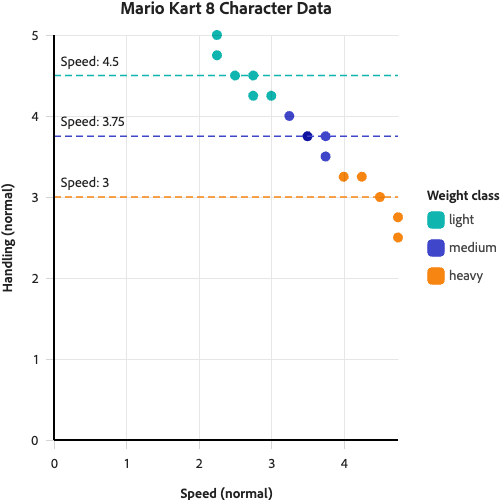 Mario Kart 8 Character Data
5
Speed: 4.5
4
Speed: 3.75
Speed: 3
3
2
1
0
Handling (normal)
0 1 2 3 4
Speed (normal)
Weight class
light
medium
heavy